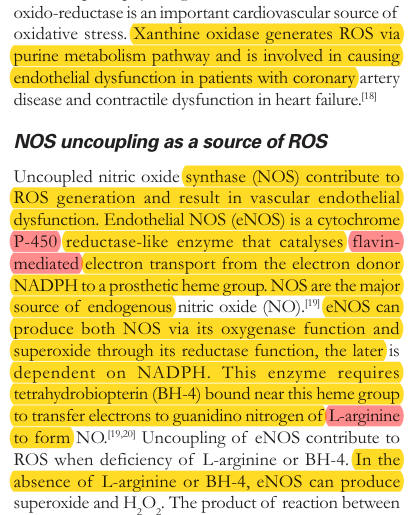 oxido-reductase is an important cardiovascular source of
oxidative stress. Xanthine oxidase generates ROS via
purine metabolism pathway and is involved in causing
endothelial dysfunction in patients with coronary artery
disease and contractile dysfunction in heart failure.[18]
NOS uncoupling as a source of ROS
Uncoupled nitric oxide synthase (NOS) contribute to
ROS generation and result in vascular endothelial
dysfunction. Endothelial NOS (eNOS) is a cytochrome
P-450 reductase-like enzyme that catalyses flavin-
mediated electron transport from the electron donor
NADPH to a prosthetic heme group. NOS are the major
source of endogenous nitric oxide (NO).[19] eNOS can
produce both NOS via its oxygenase function and
superoxide through its reductase function, the later is
dependent on NADPH. This enzyme requires
tetrahydrobiopterin (BH-4) bound near this heme group
to transfer electrons to guanidino nitrogen of L-arginine
to form NO.[19,20] Uncoupling of eNOS contribute to
ROS when deficiency of L-arginine or BH-4. In the
absence of L-arginine or BH-4, eNOS can produce
superoxide and H2O2. The product of reaction between